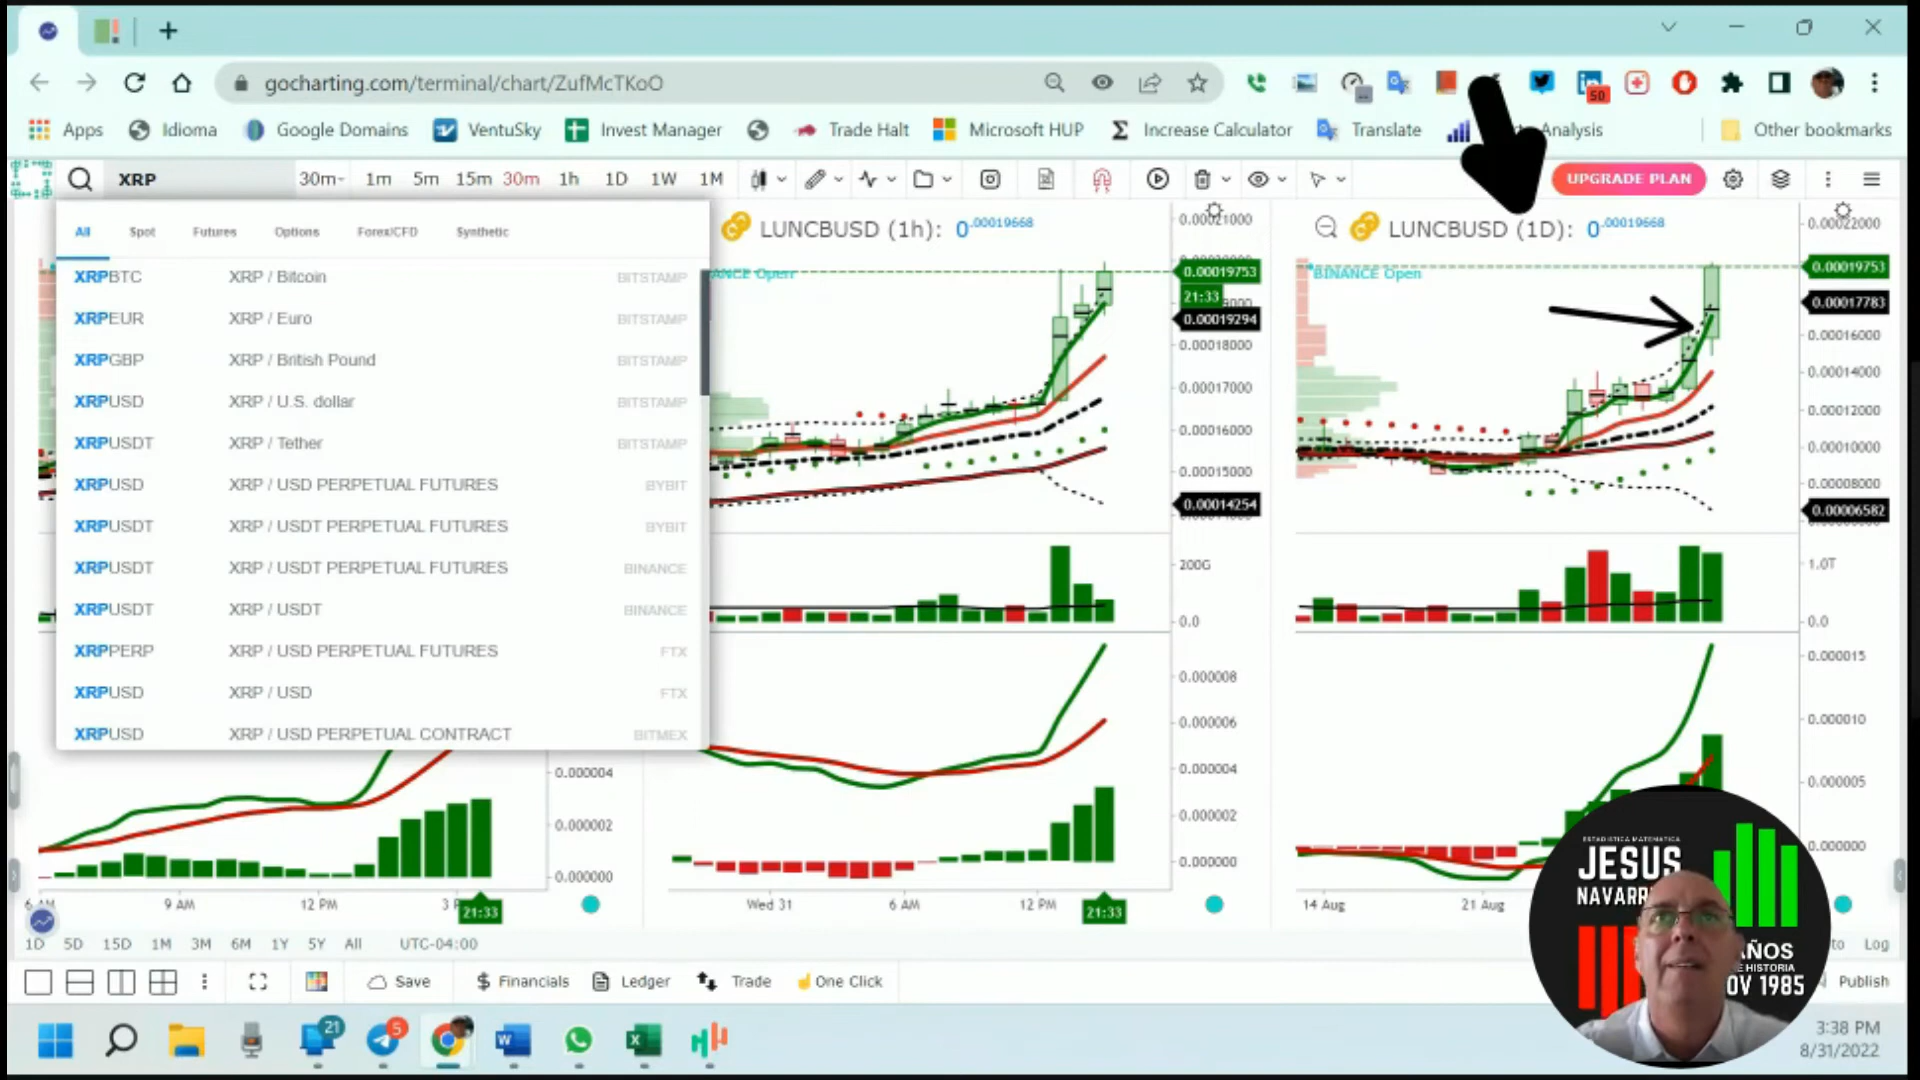 gocharting.com/terminal/chart/ZufMcTKoO
50
Apps Idioma Google Domains VentuSky Invest Manager Trade Halt Microsoft HUP Increase Calculator Translate Analysis Other bookmarks
XRP 30m 1m 5m 15m 30m 1h 1D 1W 1M UPGRADE PLAN
All Spot Futures Options Forex/CFD Synthetic
XRPBTC XRP / Bitcoin BITSTAMP
XRPEUR XRP / Euro BITSTAMP
XRPGBP XRP / British Pound BITSTAMP
XRPUSD XRP / U.S. dollar BITSTAMP
XRPUSDT XRP / Tether BITSTAMP
XRPUSD XRP / USD PERPETUAL FUTURES BYBIT
XRPUSDT XRP / USDT PERPETUAL FUTURES BYBIT
XRPUSDT XRP / USDT PERPETUAL FUTURES BINANCE
XRPUSDT XRP / USDT BINANCE
XRPPERP XRP / USD PERPETUAL FUTURES FTX
XRPUSD XRP / USD FTX
XRPUSD XRP / USD PERPETUAL CONTRACT BITMEX
0.000004
0.000002
0.000000
9 AM 12 PM 21:33
LUNCBUSD (1h): 0.00019668
0.00021000
0.00019753
21:33
0.00019294
0.00018000
0.00017000
0.00016000
0.00015000
0.00014254
200G
0.0
0.000008
0.000006
0.000004
0.000002
0.000000
Wed 31 6 AM 12 PM 21:33
LUNCBUSD (1D): 0.00019668
BINANCE Open
0.00022000
0.00019753
0.00017783
0.00016000
0.00014000
0.00012000
0.00010000
0.00008000
0.00006582
1.0T
0.0
0.000015
0.000010
0.000005
0.000000
14 Aug 21 Aug
ESTADISTICA MATEMATICA
JESUS
NAVARR
AÑOS
E HISTORIA
OV 1985
1D 5D 15D 1M 3M 6M 1Y 5Y All UTC-04:00 Log
Save Financials Ledger Trade One Click Publish
21 5
3:38 PM
8/31/2022